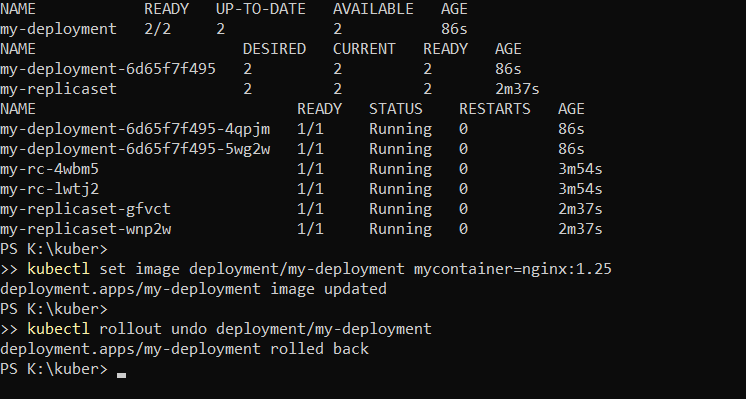 NAME            READY   UP-TO-DATE   AVAILABLE   AGE
my-deployment   2/2     2            2           86s
NAME                       DESIRED   CURRENT   READY   AGE
my-deployment-6d65f7f495   2         2         2       86s
my-replicaset              2         2         2       2m37s
NAME                             READY   STATUS    RESTARTS   AGE
my-deployment-6d65f7f495-4qpjm   1/1     Running   0          86s
my-deployment-6d65f7f495-5wg2w   1/1     Running   0          86s
my-rc-4wbm5                      1/1     Running   0          3m54s
my-rc-lwtj2                      1/1     Running   0          3m54s
my-replicaset-gfvct              1/1     Running   0          2m37s
my-replicaset-wnp2w              1/1     Running   0          2m37s
PS K:\kuber>
>> kubectl set image deployment/my-deployment mycontainer=nginx:1.25
deployment.apps/my-deployment image updated
PS K:\kuber>
>> kubectl rollout undo deployment/my-deployment
deployment.apps/my-deployment rolled back
PS K:\kuber> _